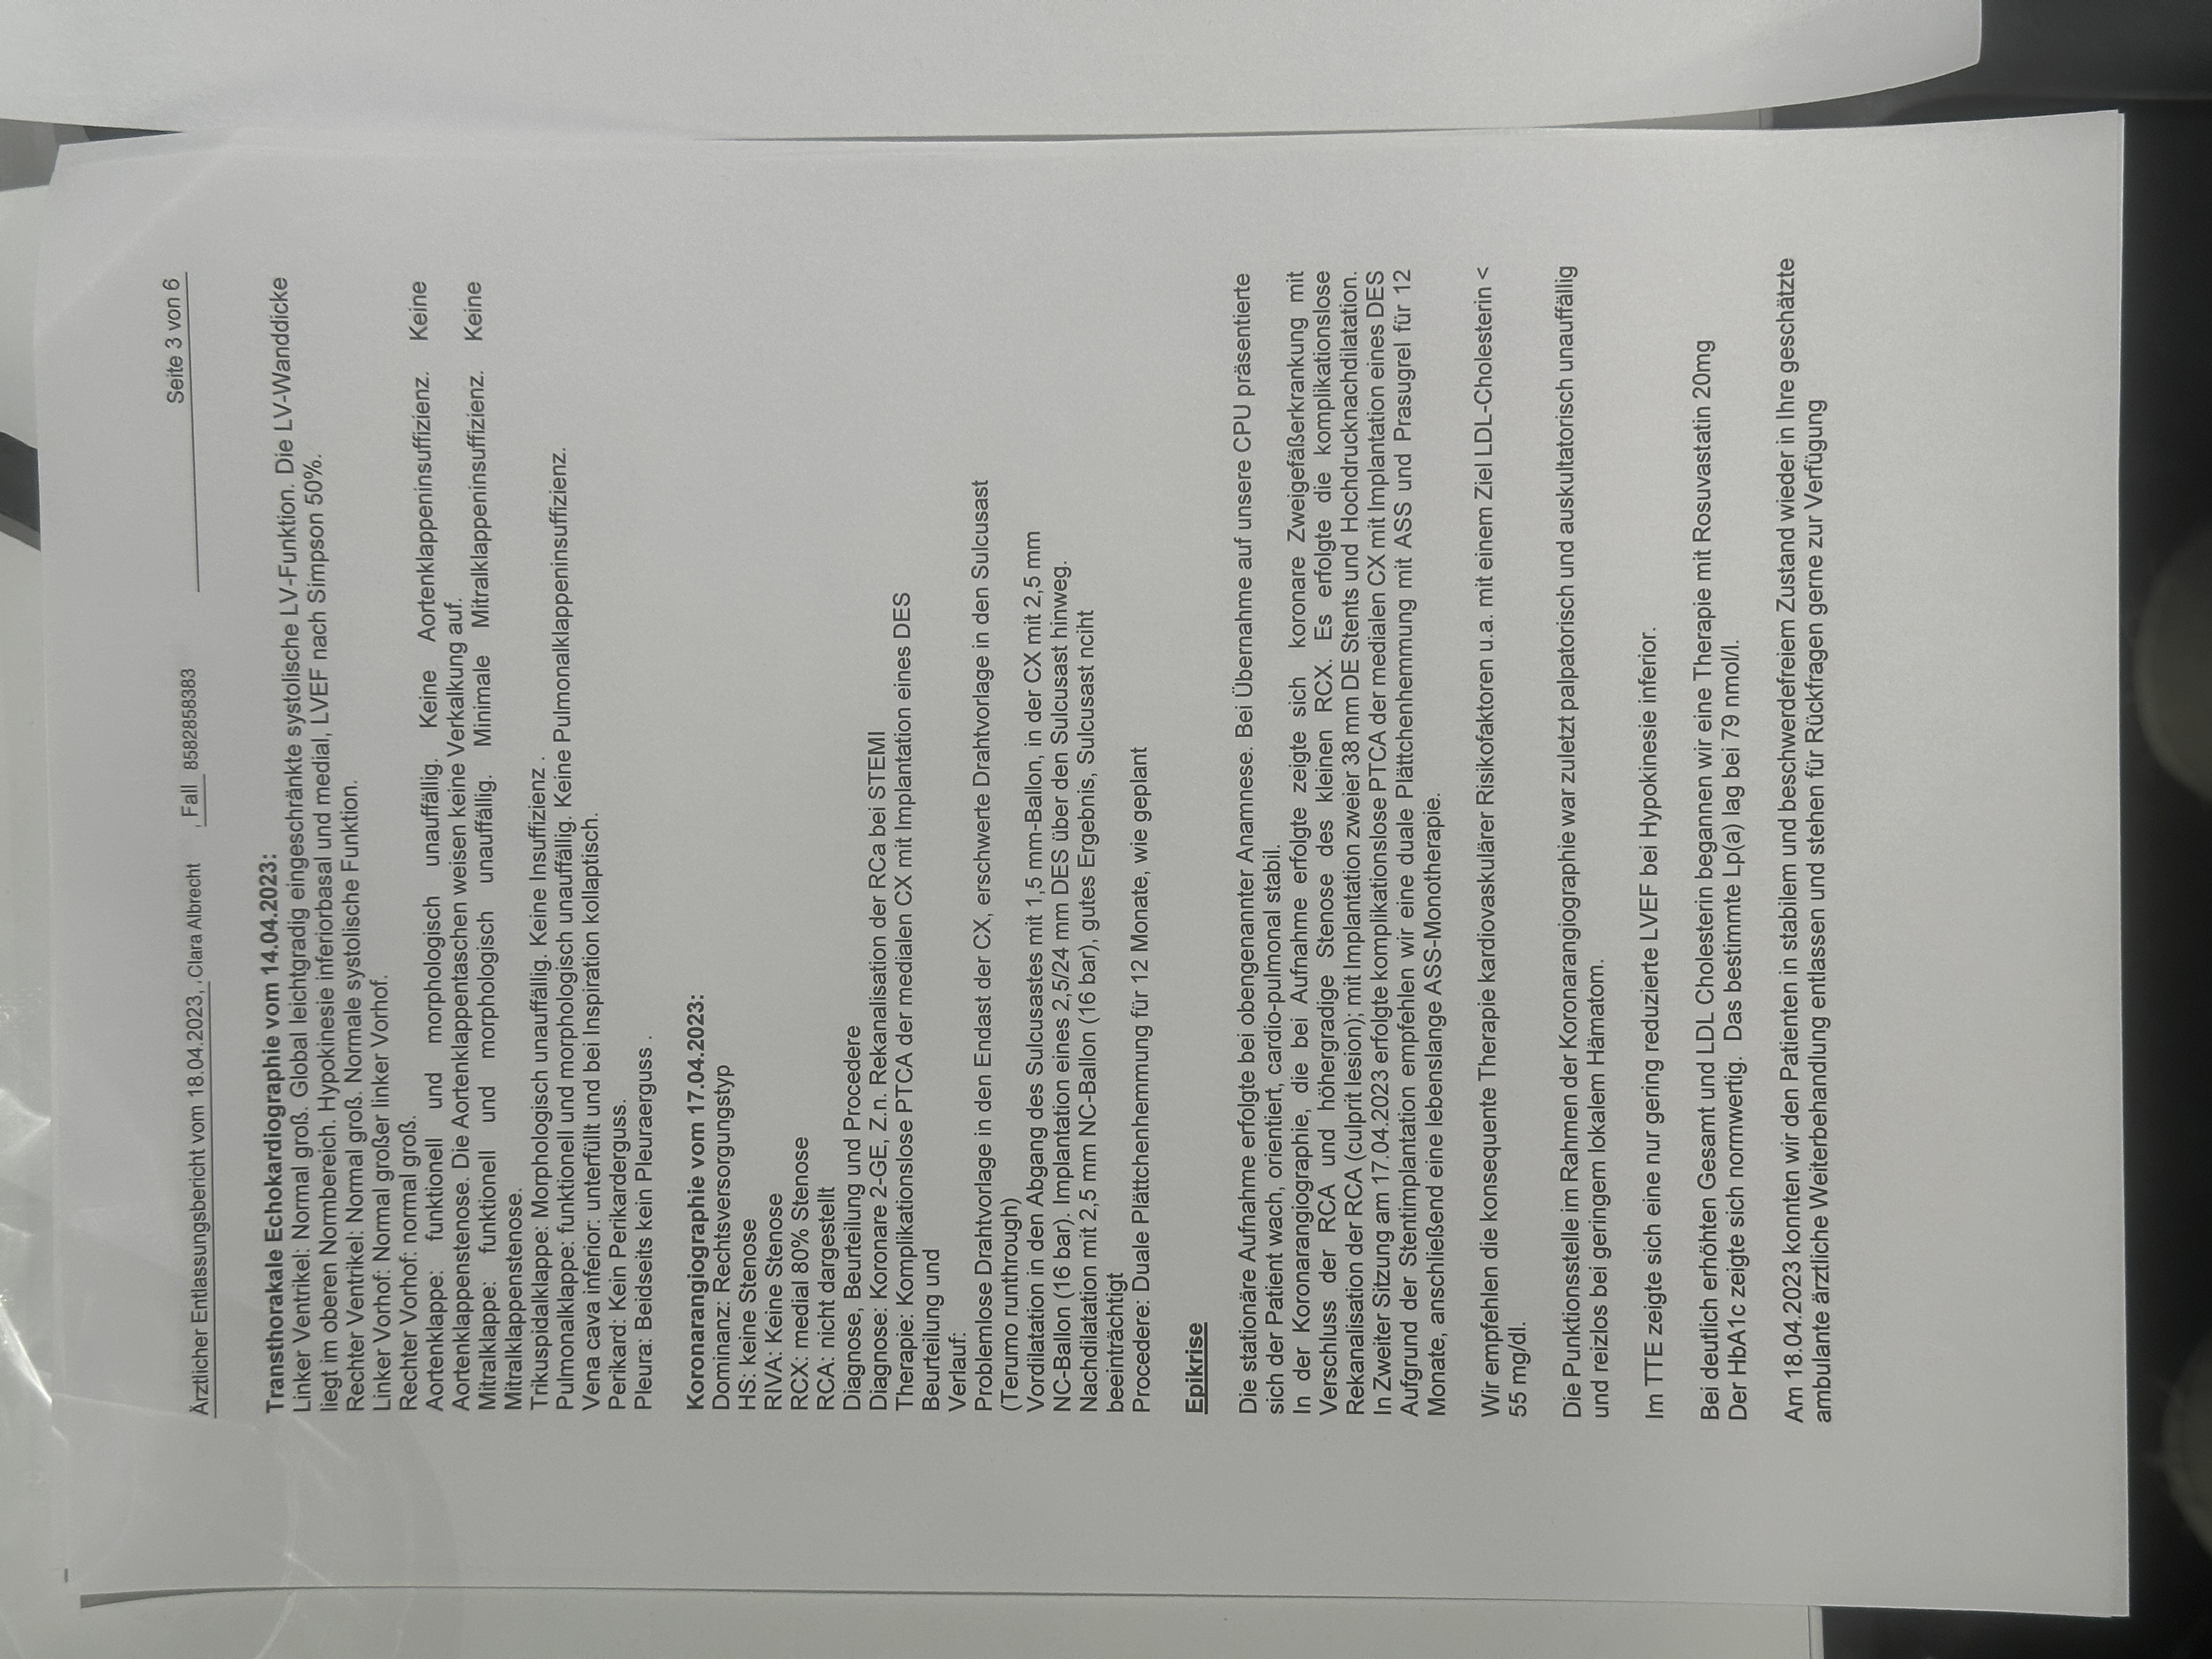 Seite 3 von 6
Ärztlicher Entlassungsbericht vom 18.04.2023, , Clara Albrecht , Fall 8582858383
Transthorakale Echokardiographie vom 14.04.2023:
Linker Ventrikel: Normal groß. Global leichtgradig eingeschränkte systolische LV-Funktion. Die LV-Wanddicke
liegt im oberen Normbereich. Hypokinesie inferiorbasal und medial, LVEF nach Simpson 50%.
Rechter Ventrikel: Normal groß. Normale systolische Funktion.
Linker Vorhof: Normal großer linker Vorhof.
Rechter Vorhof: normal groß.
Aortenklappe: funktionell und morphologisch unauffällig. Keine Aortenklappeninsuffizienz. Keine
Aortenklappenstenose. Die Aortenklappentaschen weisen keine Verkalkung auf.
Mitralklappe: funktionell und morphologisch unauffällig. Minimale Mitralklappeninsuffizienz. Keine
Mitralklappenstenose.
Trikuspidalklappe: Morphologisch unauffällig. Keine Insuffizienz .
Pulmonalklappe: funktionell und morphologisch unauffällig. Keine Pulmonalklappeninsuffizienz.
Vena cava inferior: unterfüllt und bei Inspiration kollaptisch.
Perikard: Kein Perikarderguss.
Pleura: Beidseits kein Pleuraerguss .
Koronarangiographie vom 17.04.2023:
Dominanz: Rechtsversorgungstyp
HS: keine Stenose
RIVA: Keine Stenose
RCX: medial 80% Stenose
RCA: nicht dargestellt
Diagnose, Beurteilung und Procedere
Diagnose: Koronare 2-GE, Z.n. Rekanalisation der RCa bei STEMI
Therapie: Komplikationslose PTCA der medialen CX mit Implantation eines DES
Beurteilung und
Verlauf:
Problemlose Drahtvorlage in den Endast der CX, erschwerte Drahtvorlage in den Sulcusast
(Terumo runthrough)
Vordilatation in den Abgang des Sulcusastes mit 1,5 mm-Ballon, in der CX mit 2,5 mm
NC-Ballon (16 bar). Implantation eines 2,5/24 mm DES über den Sulcusast hinweg.
Nachdilatation mit 2,5 mm NC-Ballon (16 bar), gutes Ergebnis, Sulcusast nciht
beeinträchtigt
Procedere: Duale Plättchenhemmung für 12 Monate, wie geplant
Epikrise
Die stationäre Aufnahme erfolgte bei obengenannter Anamnese. Bei Übernahme auf unsere CPU präsentierte
sich der Patient wach, orientiert, cardio-pulmonal stabil.
In der Koronarangiographie, die bei Aufnahme erfolgte zeigte sich koronare Zweigefäßerkrankung mit
Verschluss der RCA und höhergradige Stenose des kleinen RCX. Es erfolgte die komplikationslose
Rekanalisation der RCA (culprit lesion); mit Implantation zweier 38 mm DE Stents und Hochdrucknachdilatation.
In Zweiter Sitzung am 17.04.2023 erfolgte komplikationslose PTCA der medialen CX mit Implantation eines DES
Aufgrund der Stentimplantation empfehlen wir eine duale Plättchenhemmung mit ASS und Prasugrel für 12
Monate, anschließend eine lebenslange ASS-Monotherapie.
Wir empfehlen die konsequente Therapie kardiovaskulärer Risikofaktoren u.a. mit einem Ziel LDL-Cholesterin <
55 mg/dl.
Die Punktionsstelle im Rahmen der Koronarangiographie war zuletzt palpatorisch und auskultatorisch unauffällig
und reizlos bei geringem lokalem Hämatom.
Im TTE zeigte sich eine nur gering reduzierte LVEF bei Hypokinesie inferior.
Bei deutlich erhöhten Gesamt und LDL Cholesterin begannen wir eine Therapie mit Rosuvastatin 20mg
Der HbA1c zeigte sich normwertig. Das bestimmte Lp(a) lag bei 79 nmol/l.
Am 18.04.2023 konnten wir den Patienten in stabilem und beschwerdefreiem Zustand wieder in Ihre geschätzte
ambulante ärztliche Weiterbehandlung entlassen und stehen für Rückfragen gerne zur Verfügung